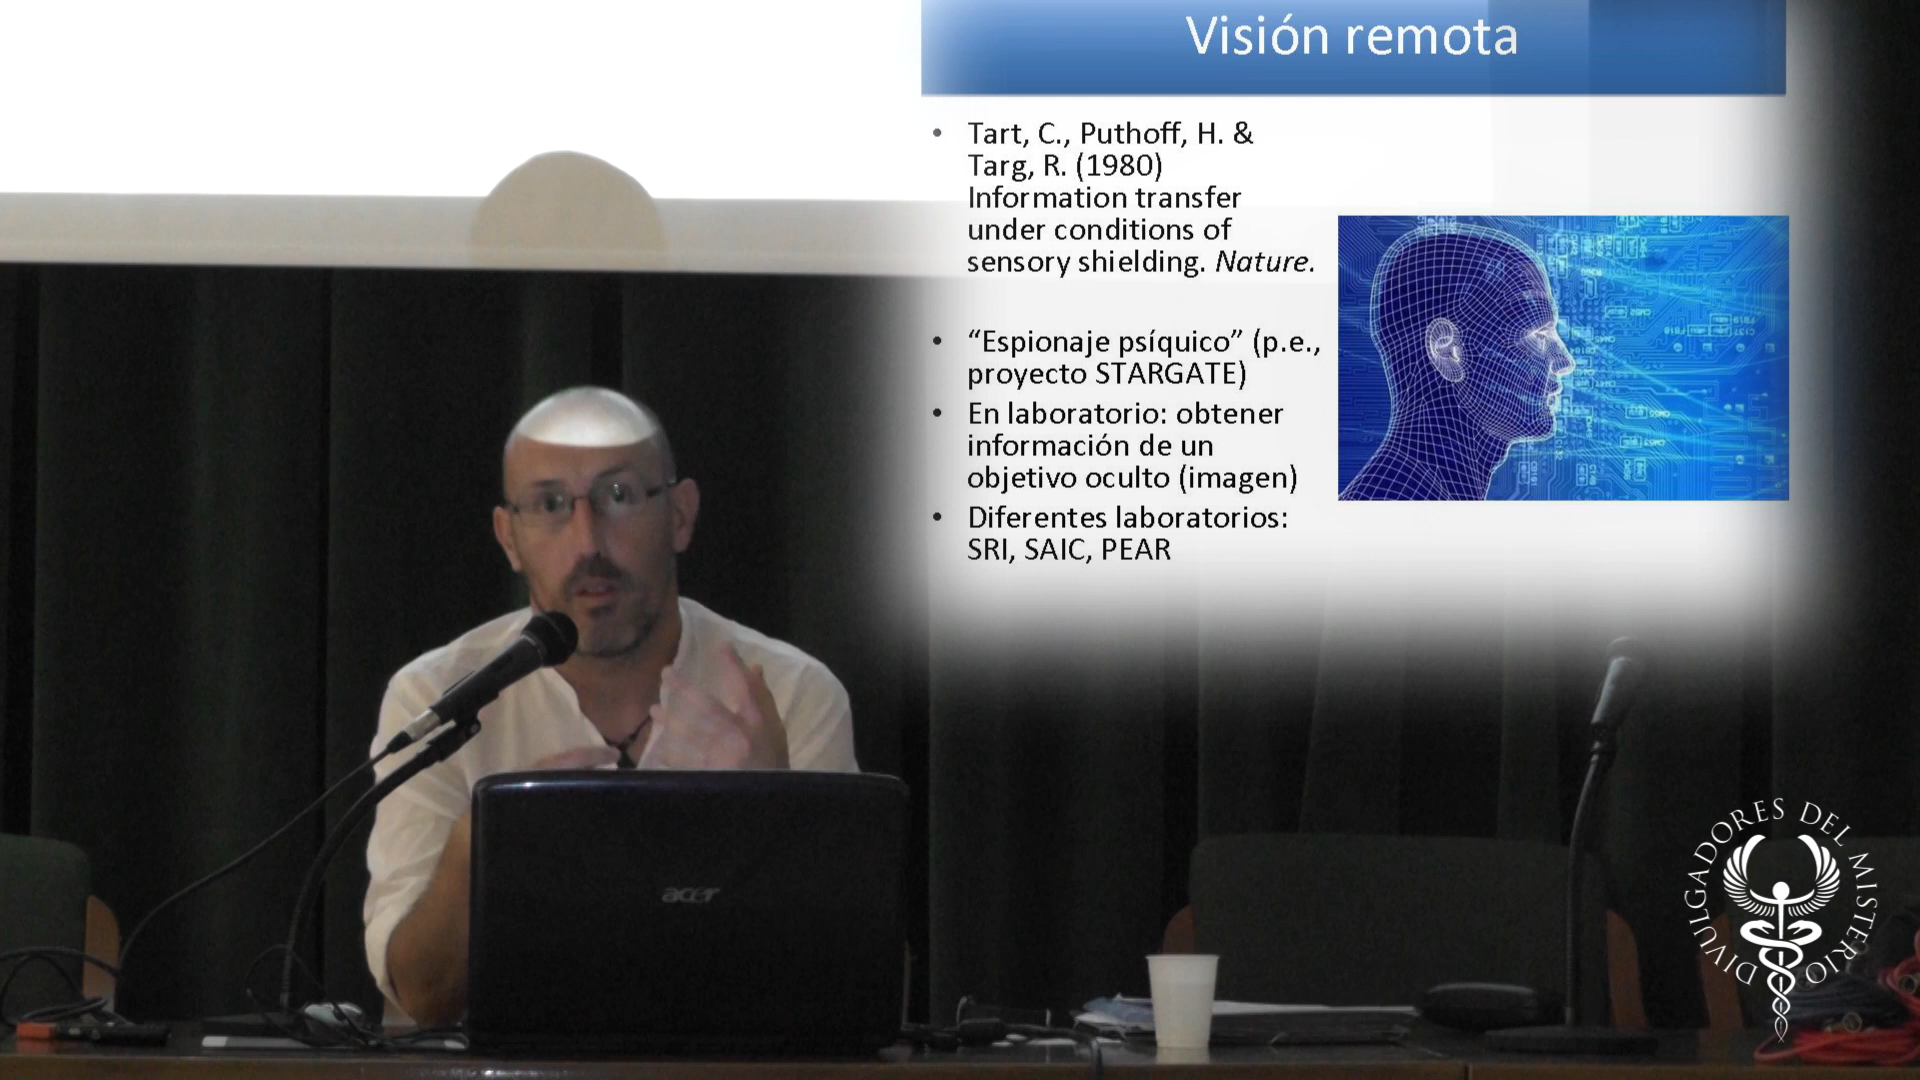 Visión remota
• Tart, C., Puthoff, H. &
Targ, R. (1980)
Information transfer
under conditions of
sensory shielding. Nature.
• “Espionaje psíquico” (p.e.,
proyecto STARGATE)
• En laboratorio: obtener
información de un
objetivo oculto (imagen)
• Diferentes laboratorios:
SRI, SAIC, PEAR
acer
DIVULGADORES DEL MISTERIO